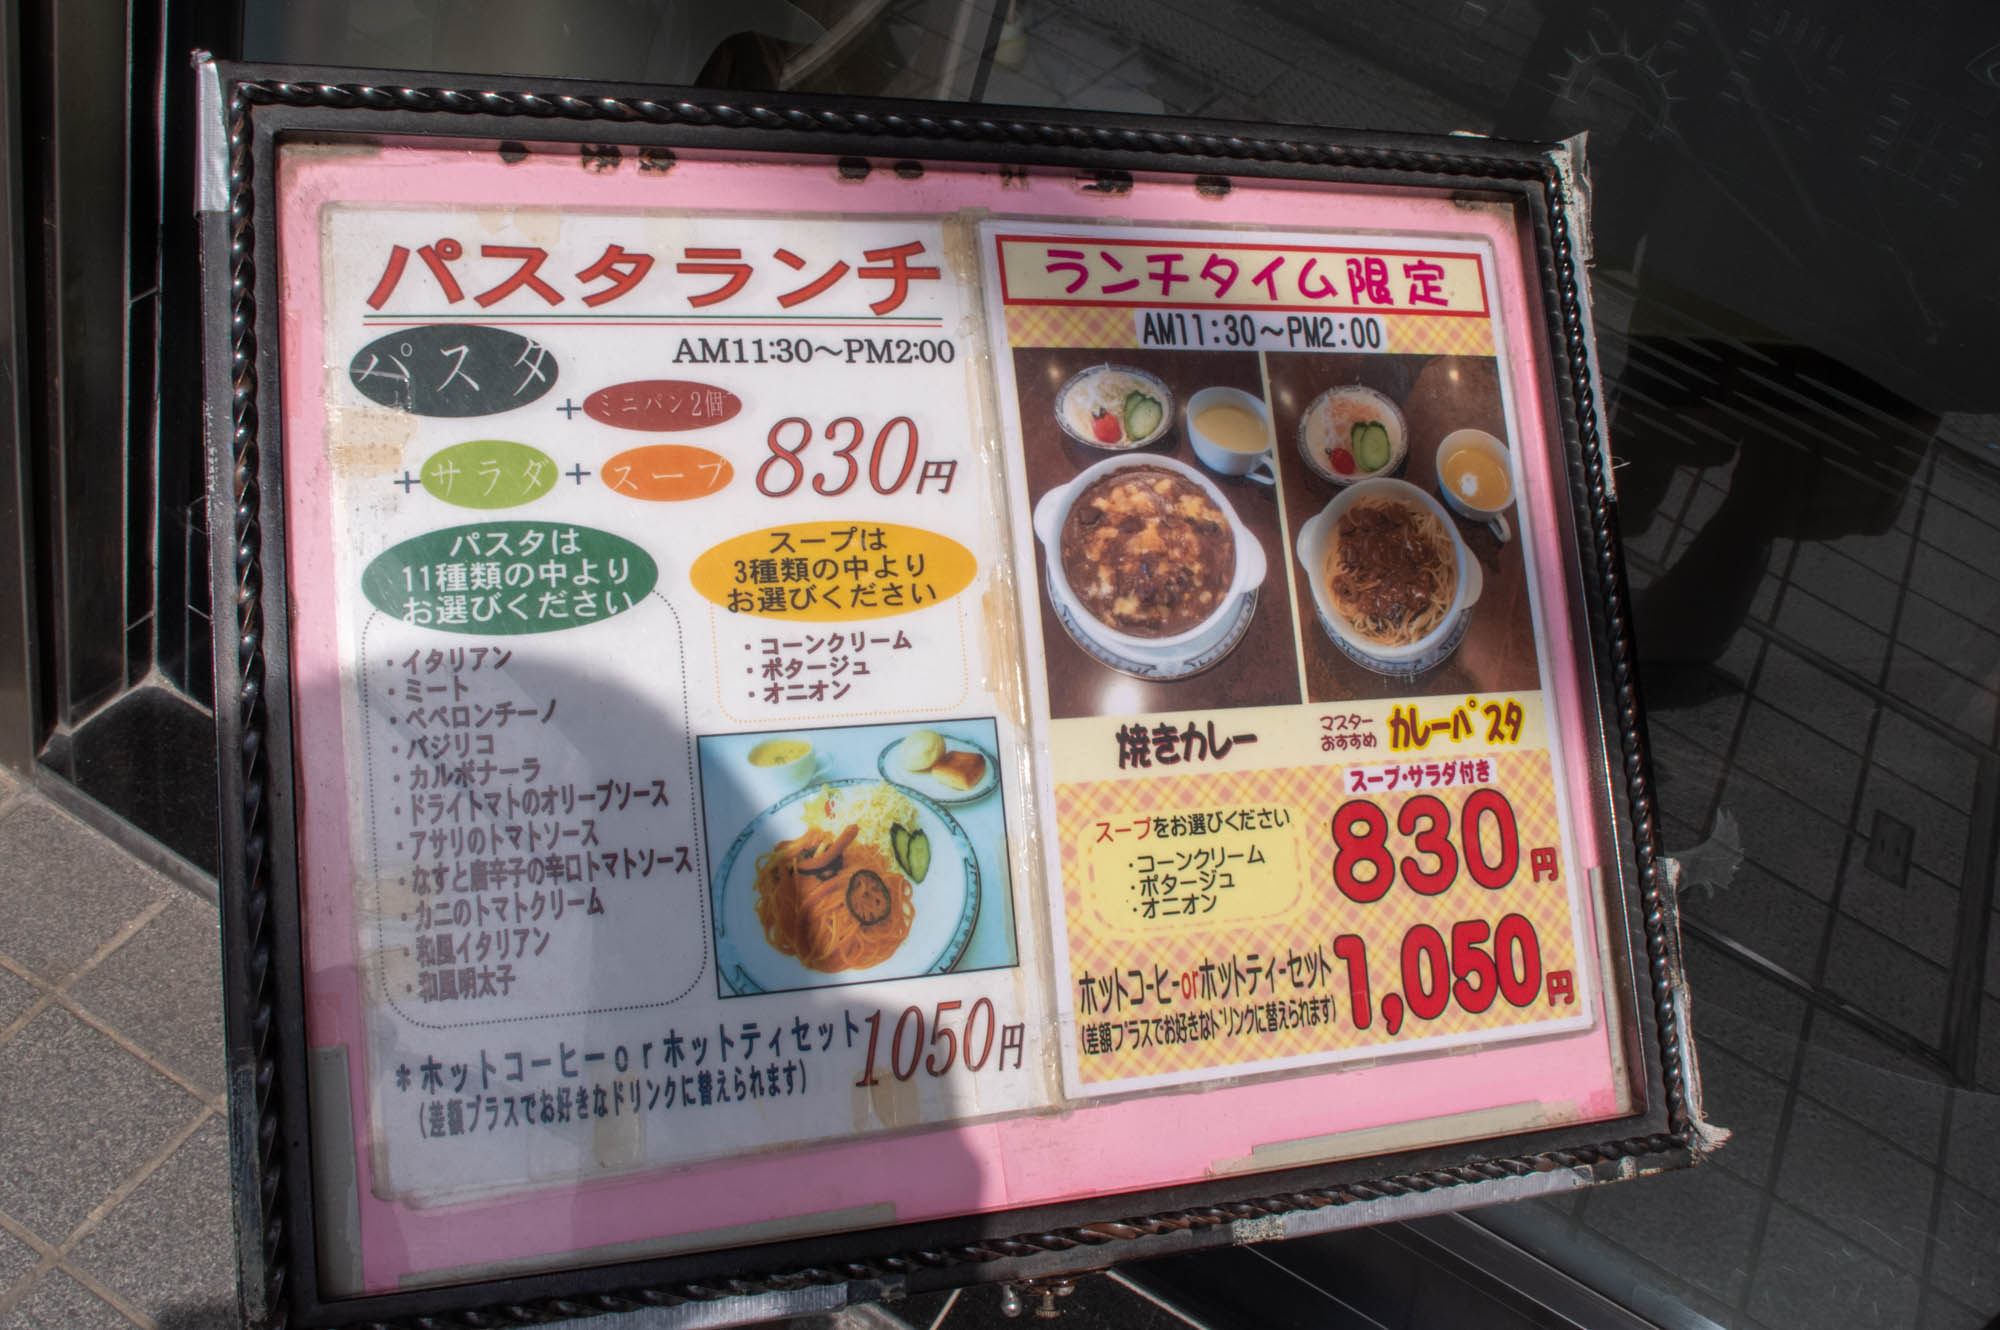 パスタランチ
AM11:30～PM2:00
パスタ
+ミニパン2個
+サラダ+スープ 830円
パスタは
11種類の中より
お選びください
・イタリアン
・ミート
・ペペロンチーノ
・バジリコ
・カルボナーラ
・ドライトマトのオリーブソース
・アサリのトマトソース
・なすと唐辛子の辛口トマトソース
・カニのトマトクリーム
・和風イタリアン
・和風明太子
スープは
3種類の中より
お選びください
・コーンクリーム
・ポタージュ
・オニオン
*ホットコーヒーorホットティセット 1050円
(差額プラスでお好きなドリンクに替えられます)
ランチタイム限定
AM11:30～PM2:00
焼きカレー
マスター
おすすめ
カレーパスタ
スープ・サラダ付き
830円
スープをお選びください
・コーンクリーム
・ポタージュ
・オニオン
ホットコーヒーorホットティーセット 1,050円
(差額プラスでお好きなドリンクに替えられます)